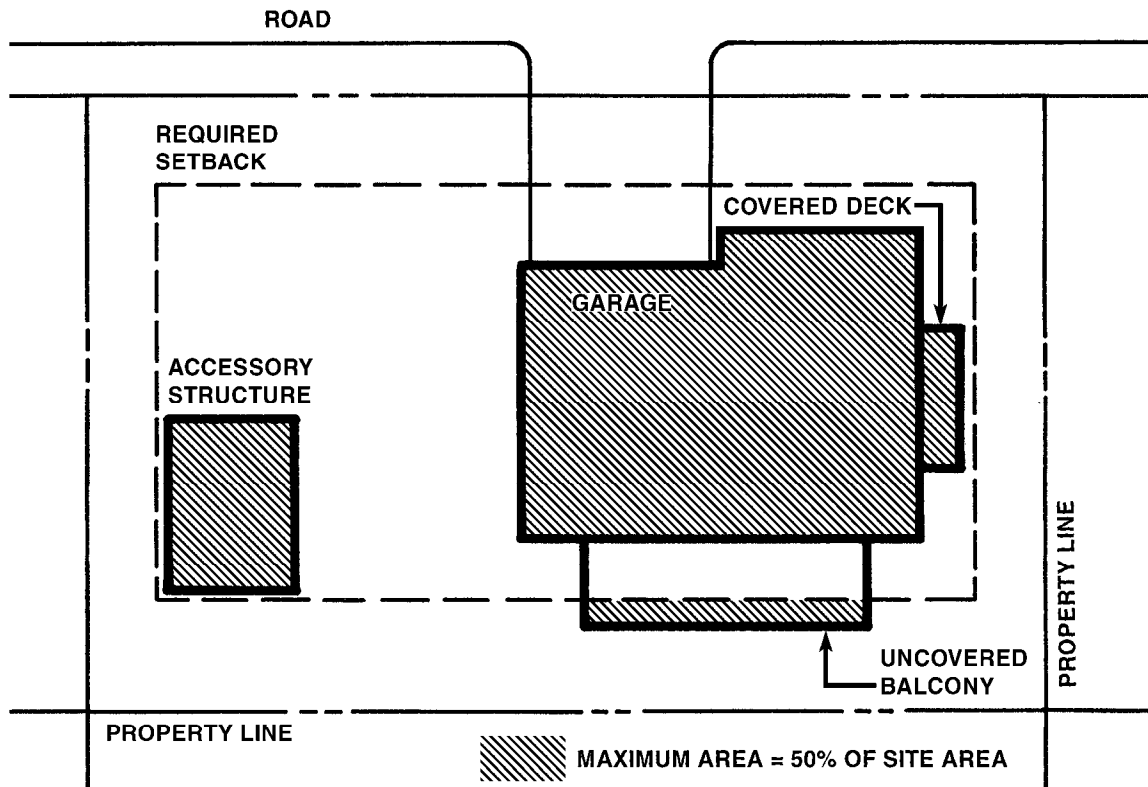 ROAD
REQUIRED
SETBACK
COVERED DECK
GARAGE
ACCESSORY
STRUCTURE
PROPERTY LINE
UNCOVERED
BALCONY
PROPERTY LINE
MAXIMUM AREA = 50% OF SITE AREA